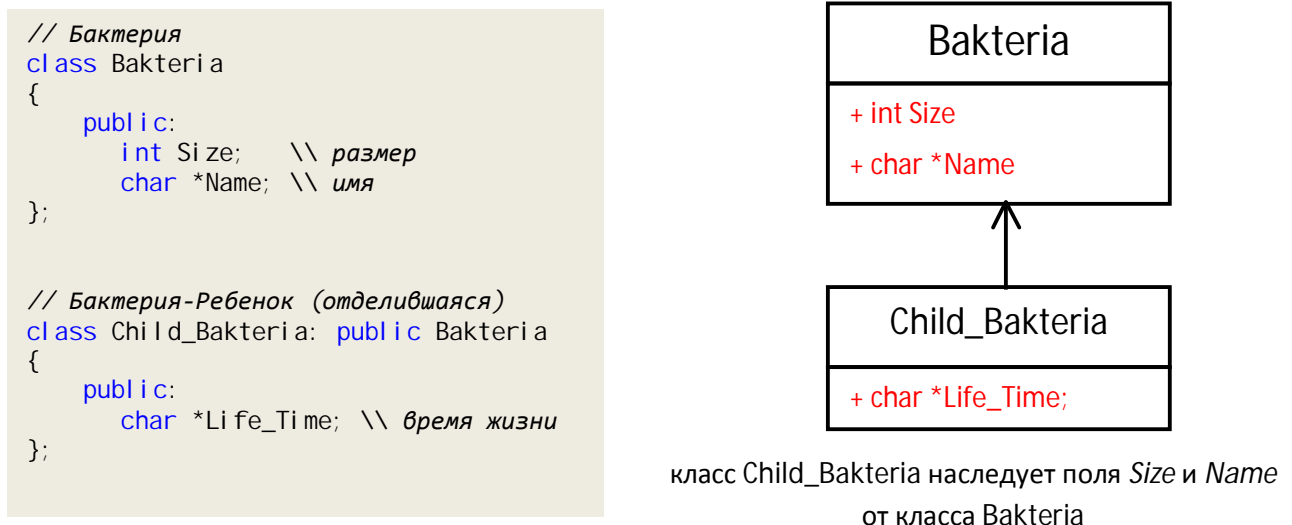 // Бактерия
class Bakteria
{
public:
int Size; \\ размер
char *Name; \\ имя
};
// Бактерия-Ребенок (отделившаяся)
class Child_Bakteria: public Bakteria
{
public:
char *Life_Time; \\ время жизни
};
Bakteria
+ int Size
+ char *Name
Child_Bakteria
+ char *Life_Time;
класс Child_Bakteria наследует поля Size и Name
от класса Bakteria